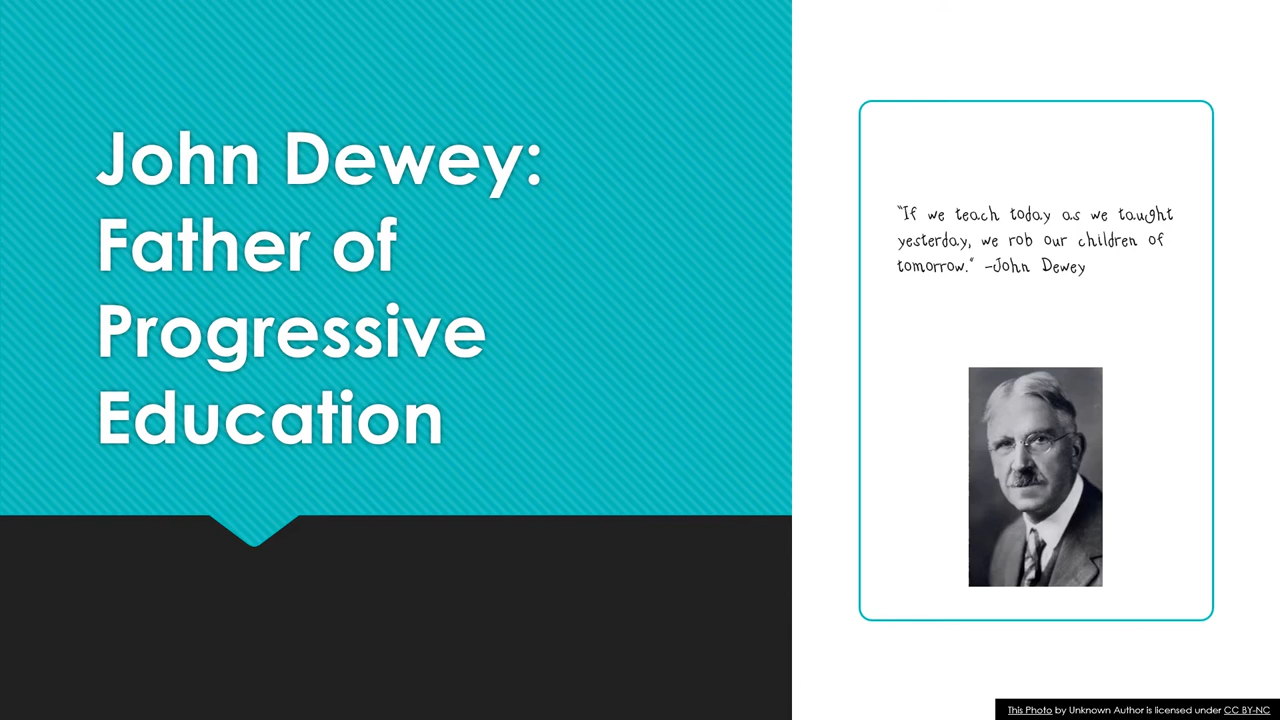 John Dewey:
Father of
Progressive
Education
"If we teach today as we taught
yesterday, we rob our children of
tomorrow." -John Dewey
This Photo by Unknown Author is licensed under CC BY-NC